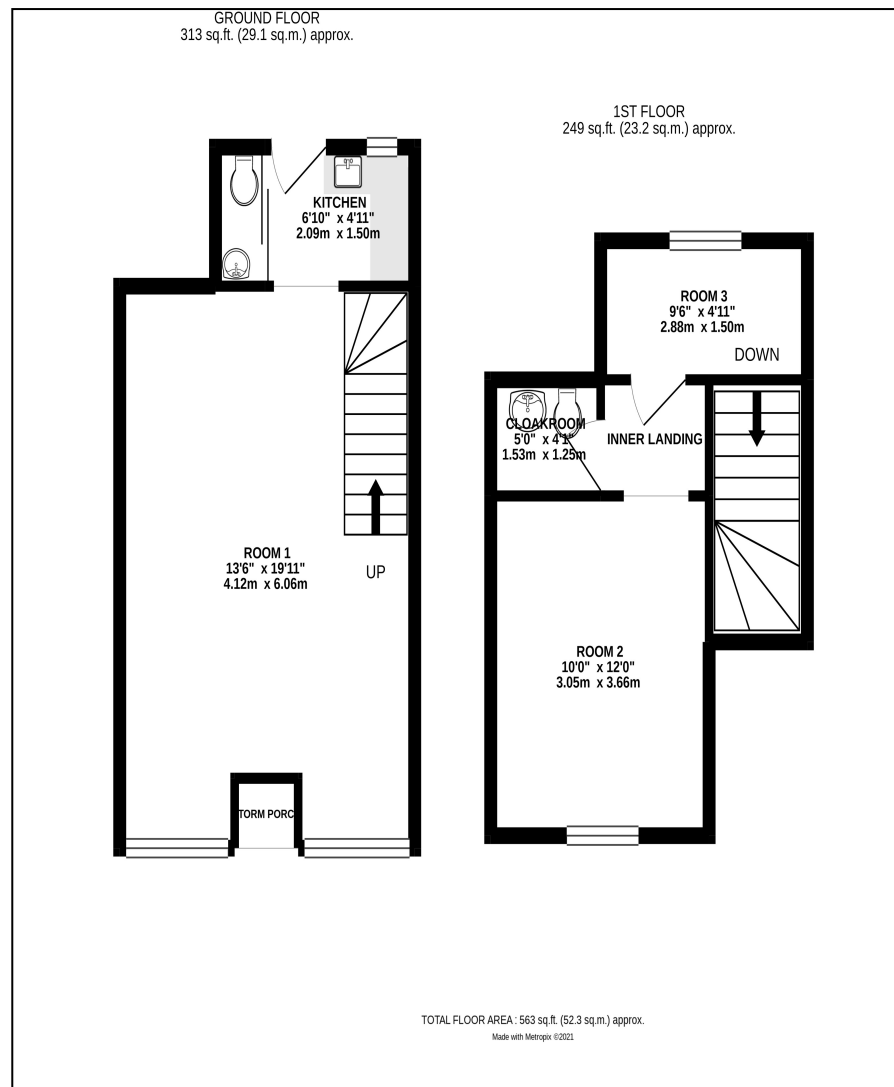 GROUND FLOOR
313 sq.ft. (29.1 sq.m.) approx.
KITCHEN
6'10" x 4'11"
2.09m x 1.50m
ROOM 1
13'6" x 19'11"
4.12m x 6.06m
UP
TORM PORC
1ST FLOOR
249 sq.ft. (23.2 sq.m.) approx.
ROOM 3
9'6" x 4'11"
2.88m x 1.50m
DOWN
CLOAKROOM
5'0" x 4'1"
1.53m x 1.25m
INNER LANDING
ROOM 2
10'0" x 12'0"
3.05m x 3.66m
TOTAL FLOOR AREA : 563 sq.ft. (52.3 sq.m.) approx.
Made with Metropix ©2021